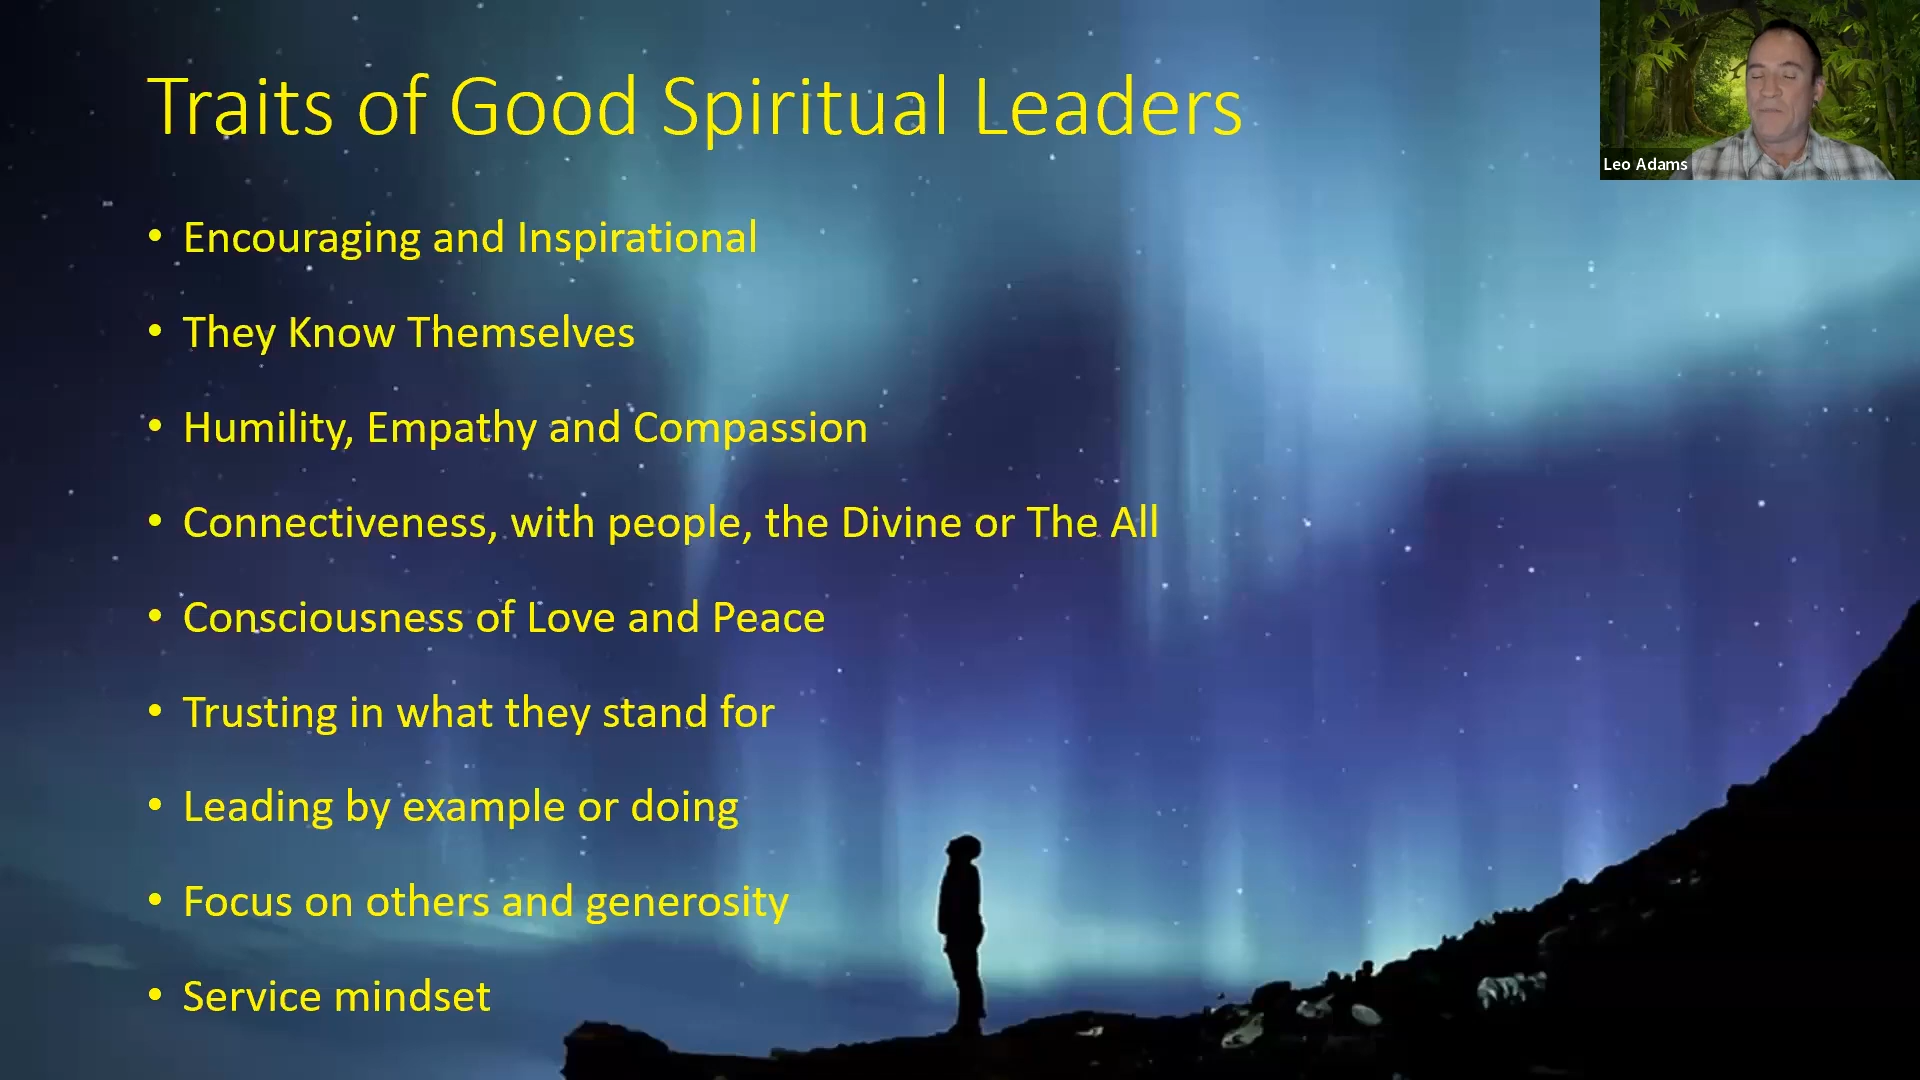 Traits of Good Spiritual Leaders
Leo Adams
• Encouraging and Inspirational
• They Know Themselves
• Humility, Empathy and Compassion
• Connectiveness, with people, the Divine or The All
• Consciousness of Love and Peace
• Trusting in what they stand for
• Leading by example or doing
• Focus on others and generosity
• Service mindset